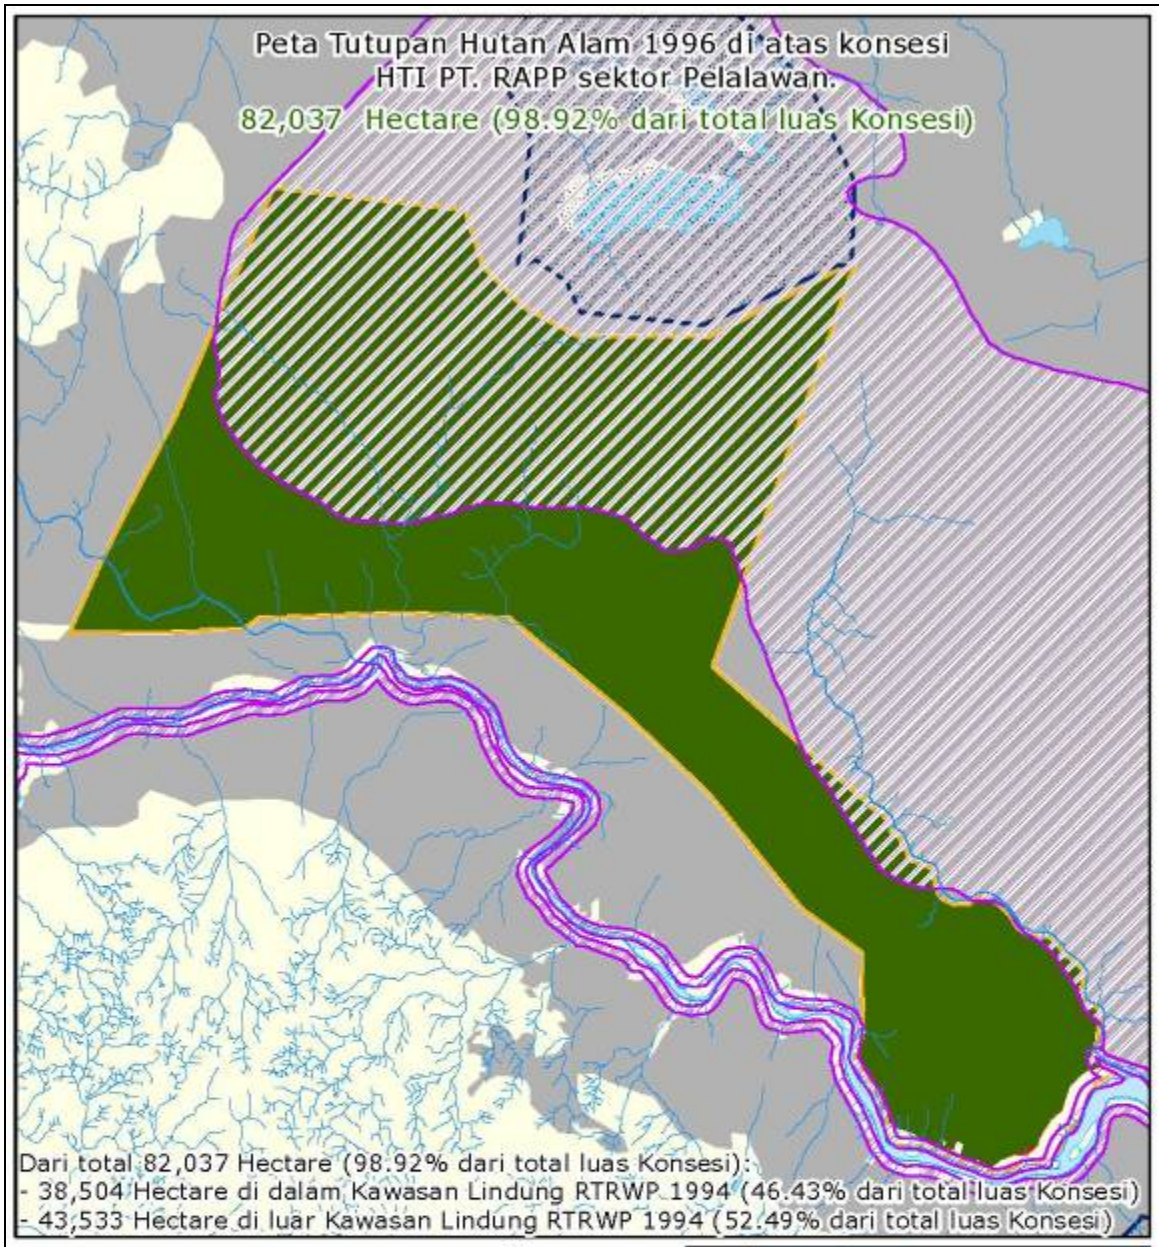 Peta Tutupan Hutan Alam 1996 di atas konsesi
HTI PT. RAPP sektor Pelalawan.
82,037 Hectare (98.92% dari total luas Konsesi)
Dari total 82,037 Hectare (98.92% dari total luas Konsesi):
- 38,504 Hectare di dalam Kawasan Lindung RTRWP 1994 (46.43% dari total luas Konsesi)
- 43,533 Hectare di luar Kawasan Lindung RTRWP 1994 (52.49% dari total luas Konsesi)